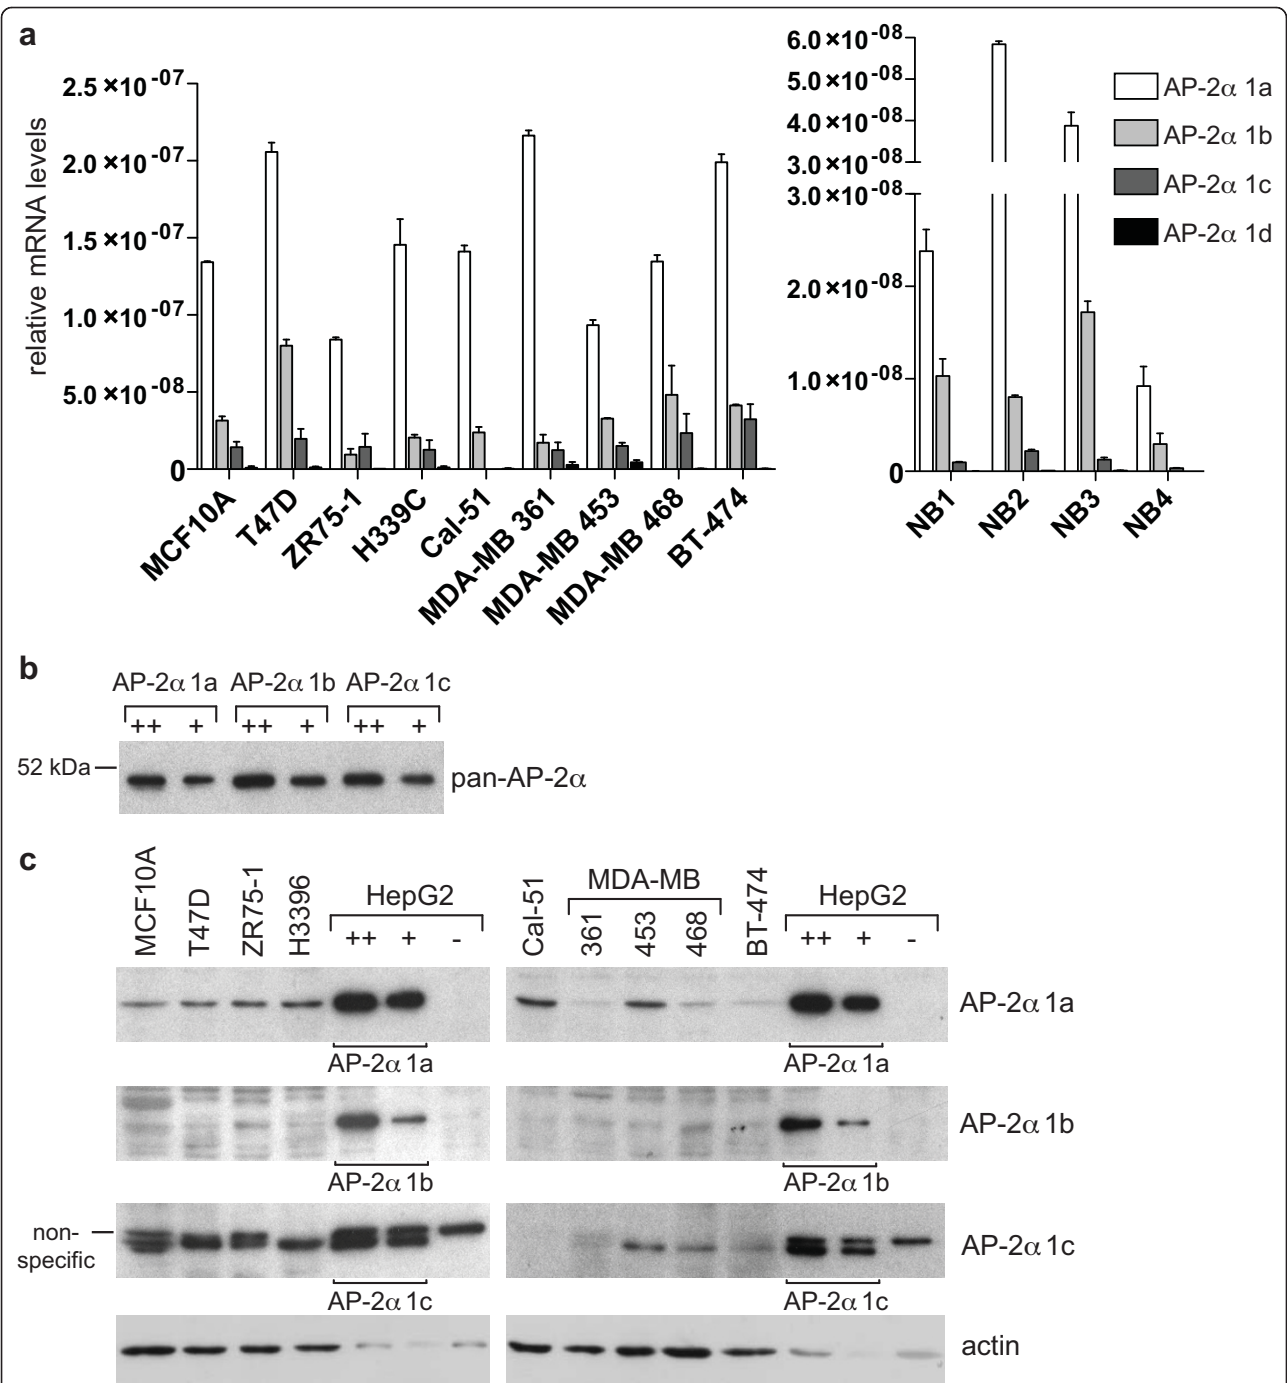 a
relative mRNA levels
2.5 ×10-07
2.0 ×10-07
1.5 ×10-07
1.0 ×10-07
5.0 ×10-08
0
MCF10A
T47D
ZR75-1
H339C
Cal-51
MDA-MB 361
MDA-MB 453
MDA-MB 468
BT-474
6.0×10-08
5.0×10-08
4.0×10-08
3.0×10-08
3.0×10-08
2.0×10-08
1.0×10-08
0
NB1
NB2
NB3
NB4
AP-2α 1a
AP-2α 1b
AP-2α 1c
AP-2α 1d
b
AP-2α 1a AP-2α 1b AP-2α 1c
++ + ++ + ++ +
52 kDa
pan-AP-2α
c
MCF10A
T47D
ZR75-1
H3396
HepG2
++ + -
Cal-51
MDA-MB
361
453
468
BT-474
HepG2
++ + -
AP-2α 1a
AP-2α 1a AP-2α 1a
AP-2α 1b
AP-2α 1b AP-2α 1b
non-
specific
AP-2α 1c
AP-2α 1c AP-2α 1c
actin